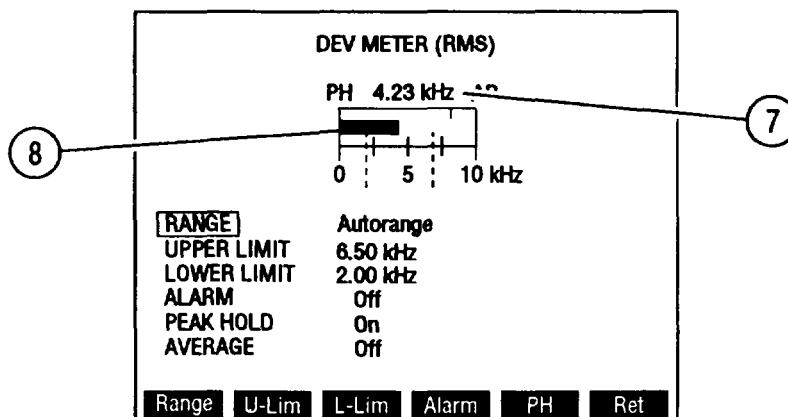 DEV METER (RMS)
PH 4.23 kHz
7
8
0 5 10 kHz
RANGE Autorange
UPPER LIMIT 6.50 kHz
LOWER LIMIT 2.00 kHz
ALARM Off
PEAK HOLD On
AVERAGE Off
Range U-Lim L-Lim Alarm PH Ret